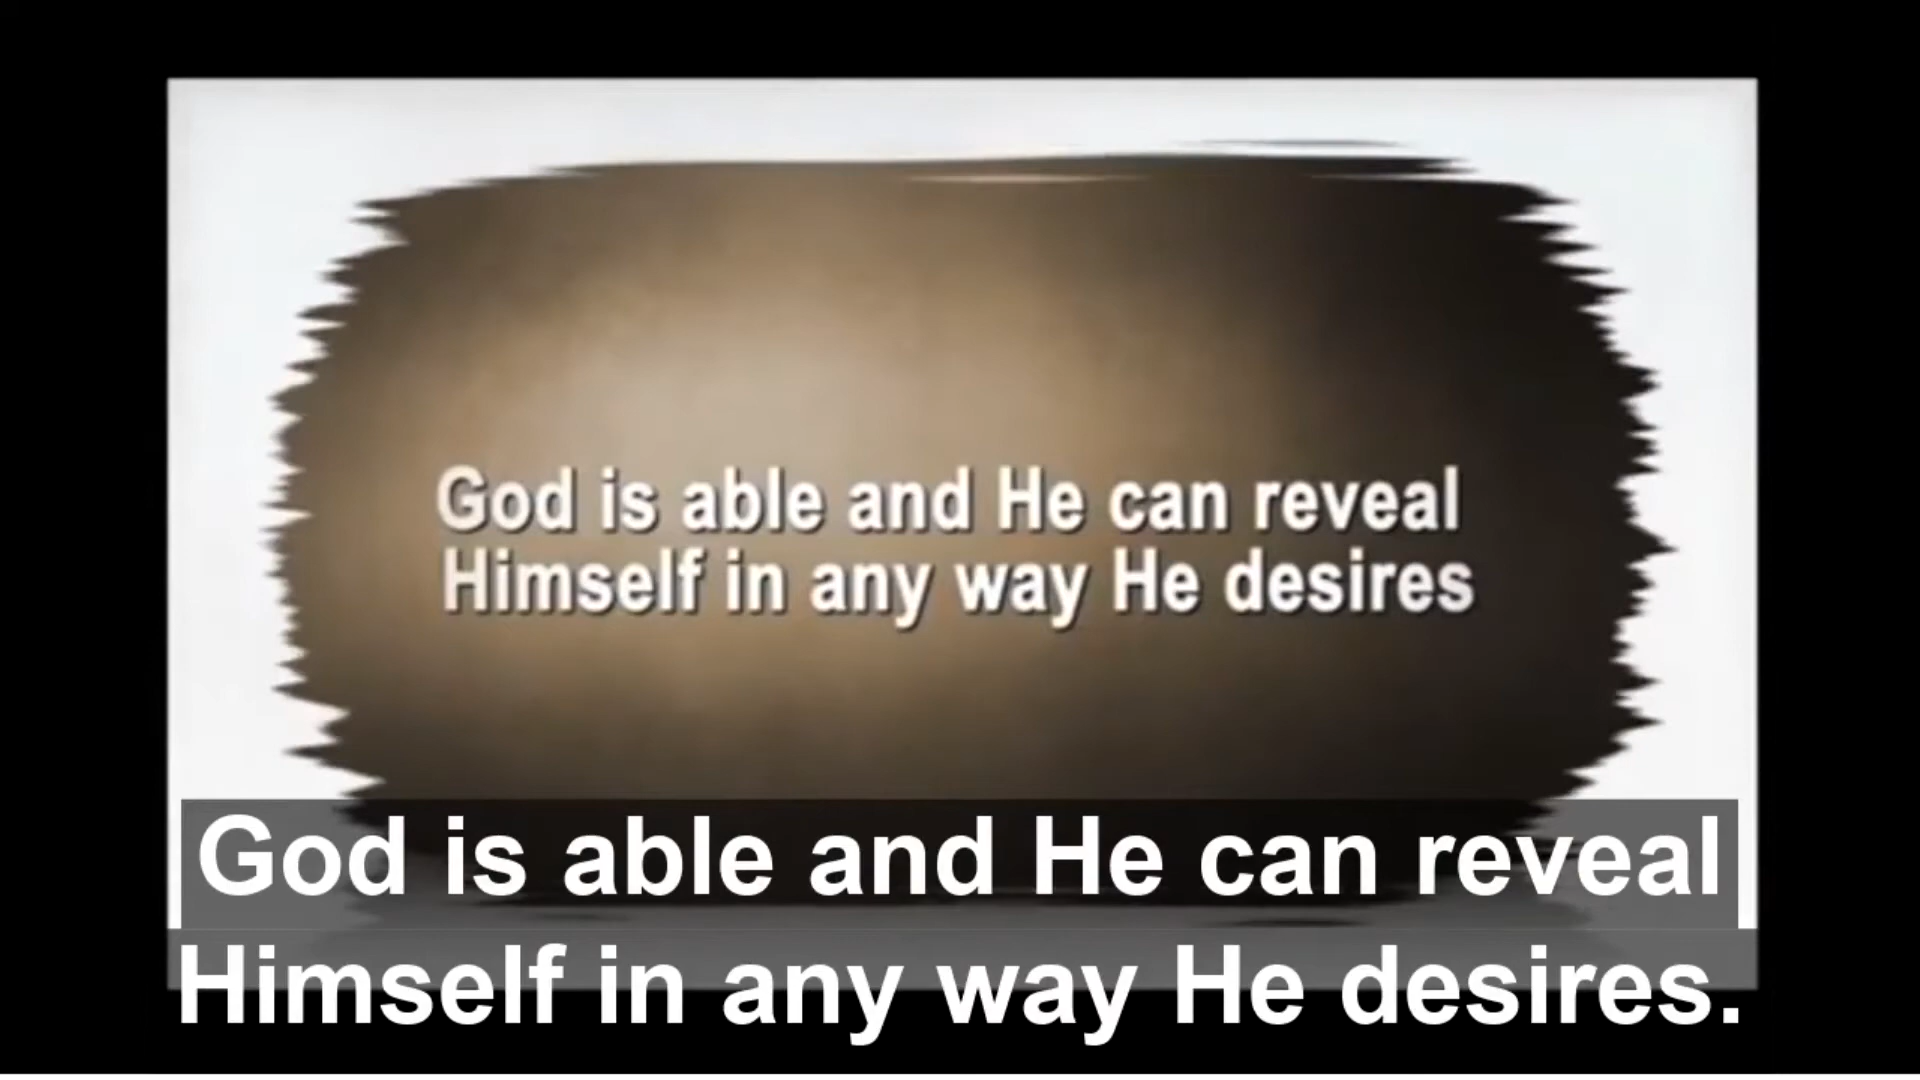 God is able and He can reveal
Himself in any way He desires
God is able and He can reveal
Himself in any way He desires.